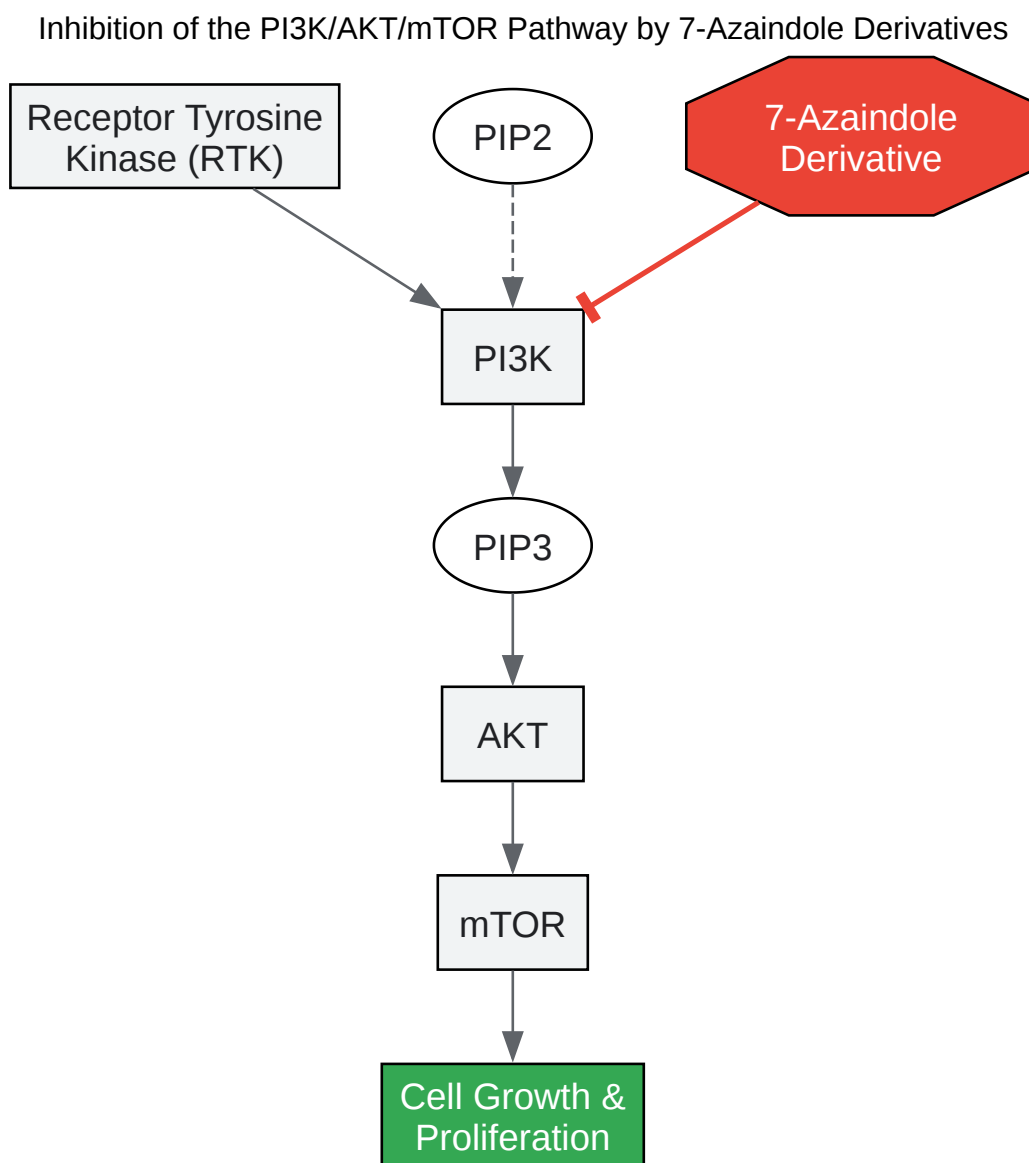 Inhibition of the PI3K/AKT/mTOR Pathway by 7-Azaindole Derivatives
Receptor Tyrosine
Kinase (RTK)
PIP2
7-Azaindole
Derivative
PI3K
PIP3
AKT
mTOR
Cell Growth &
Proliferation